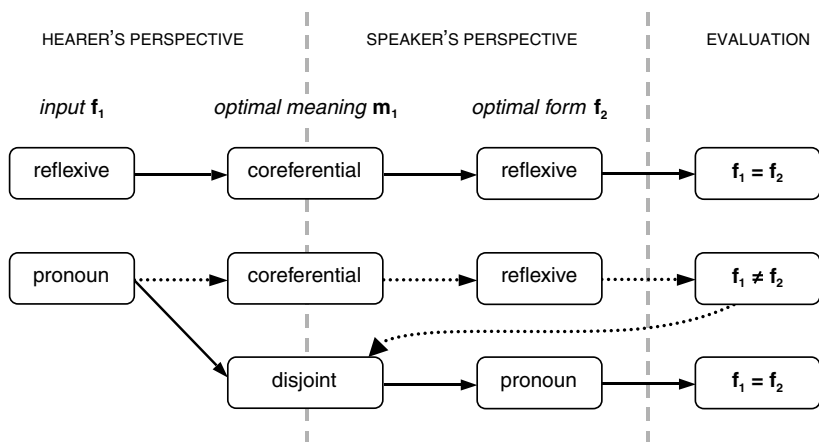 HEARER'S PERSPECTIVE SPEAKER'S PERSPECTIVE EVALUATION
input f1 optimal meaning m1 optimal form f2
reflexive coreferential reflexive f1 = f2
pronoun coreferential reflexive f1 ≠ f2
disjoint pronoun f1 = f2